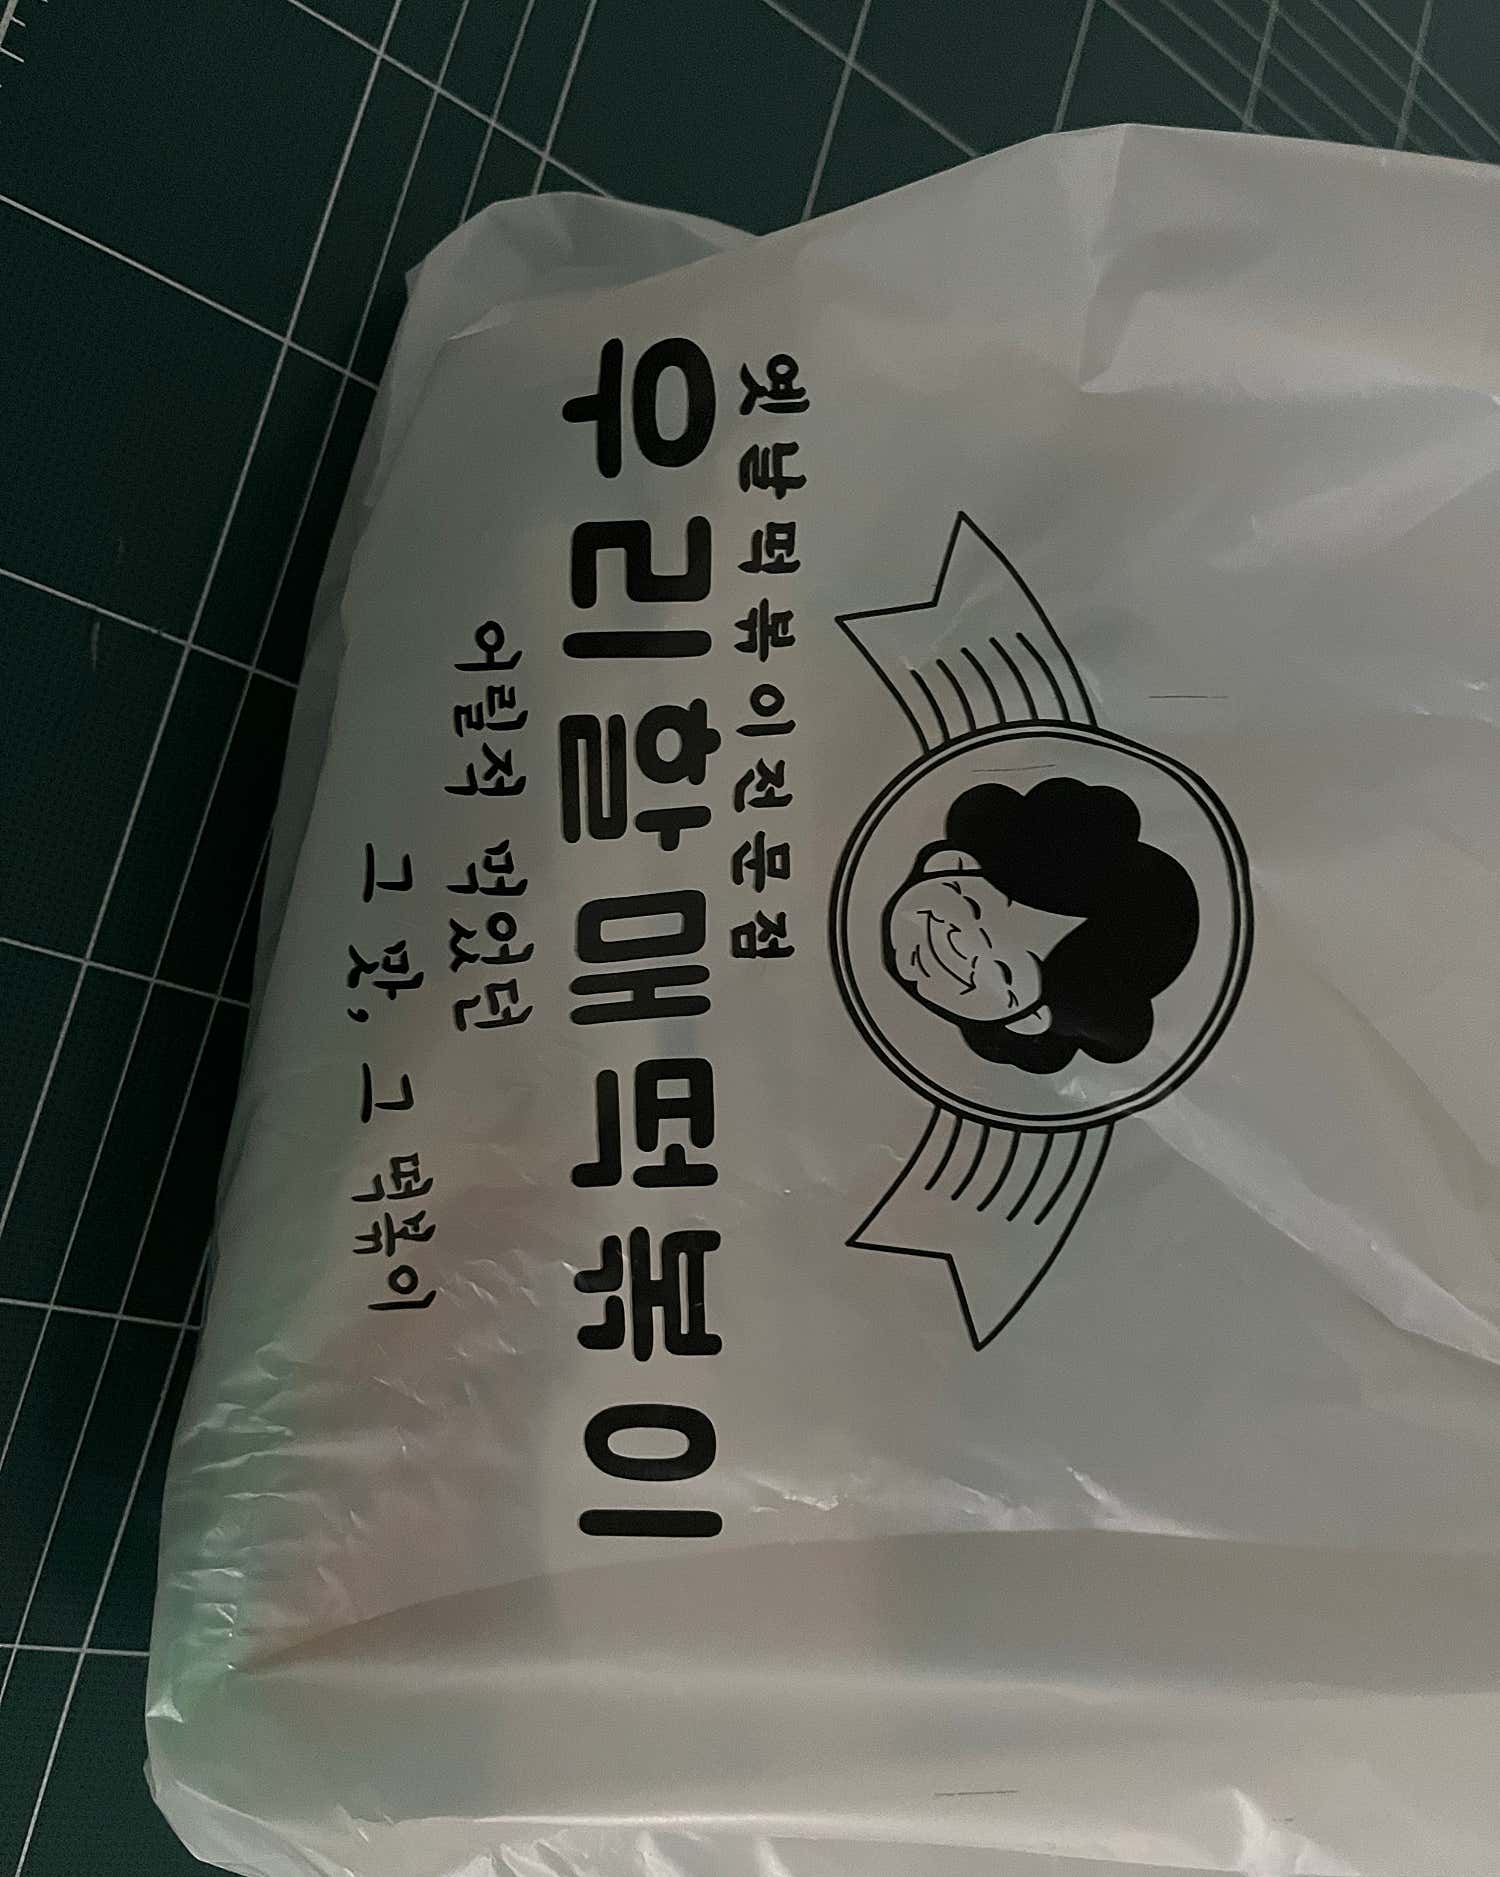 옛날떡볶이전문점
우리할매떡볶이
어릴적 먹었던
그 맛, 그 떡볶이